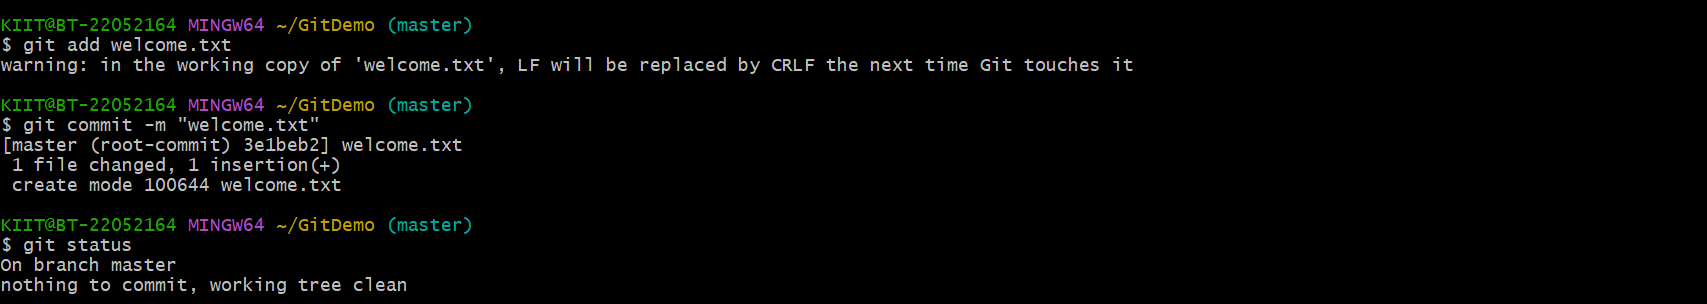 KIIT@BT-22052164 MINGW64 ~/GitDemo (master)
$ git add welcome.txt
warning: in the working copy of 'welcome.txt', LF will be replaced by CRLF the next time Git touches it
KIIT@BT-22052164 MINGW64 ~/GitDemo (master)
$ git commit -m "welcome.txt"
[master (root-commit) 3e1beb2] welcome.txt
 1 file changed, 1 insertion(+)
 create mode 100644 welcome.txt
KIIT@BT-22052164 MINGW64 ~/GitDemo (master)
$ git status
On branch master
nothing to commit, working tree clean